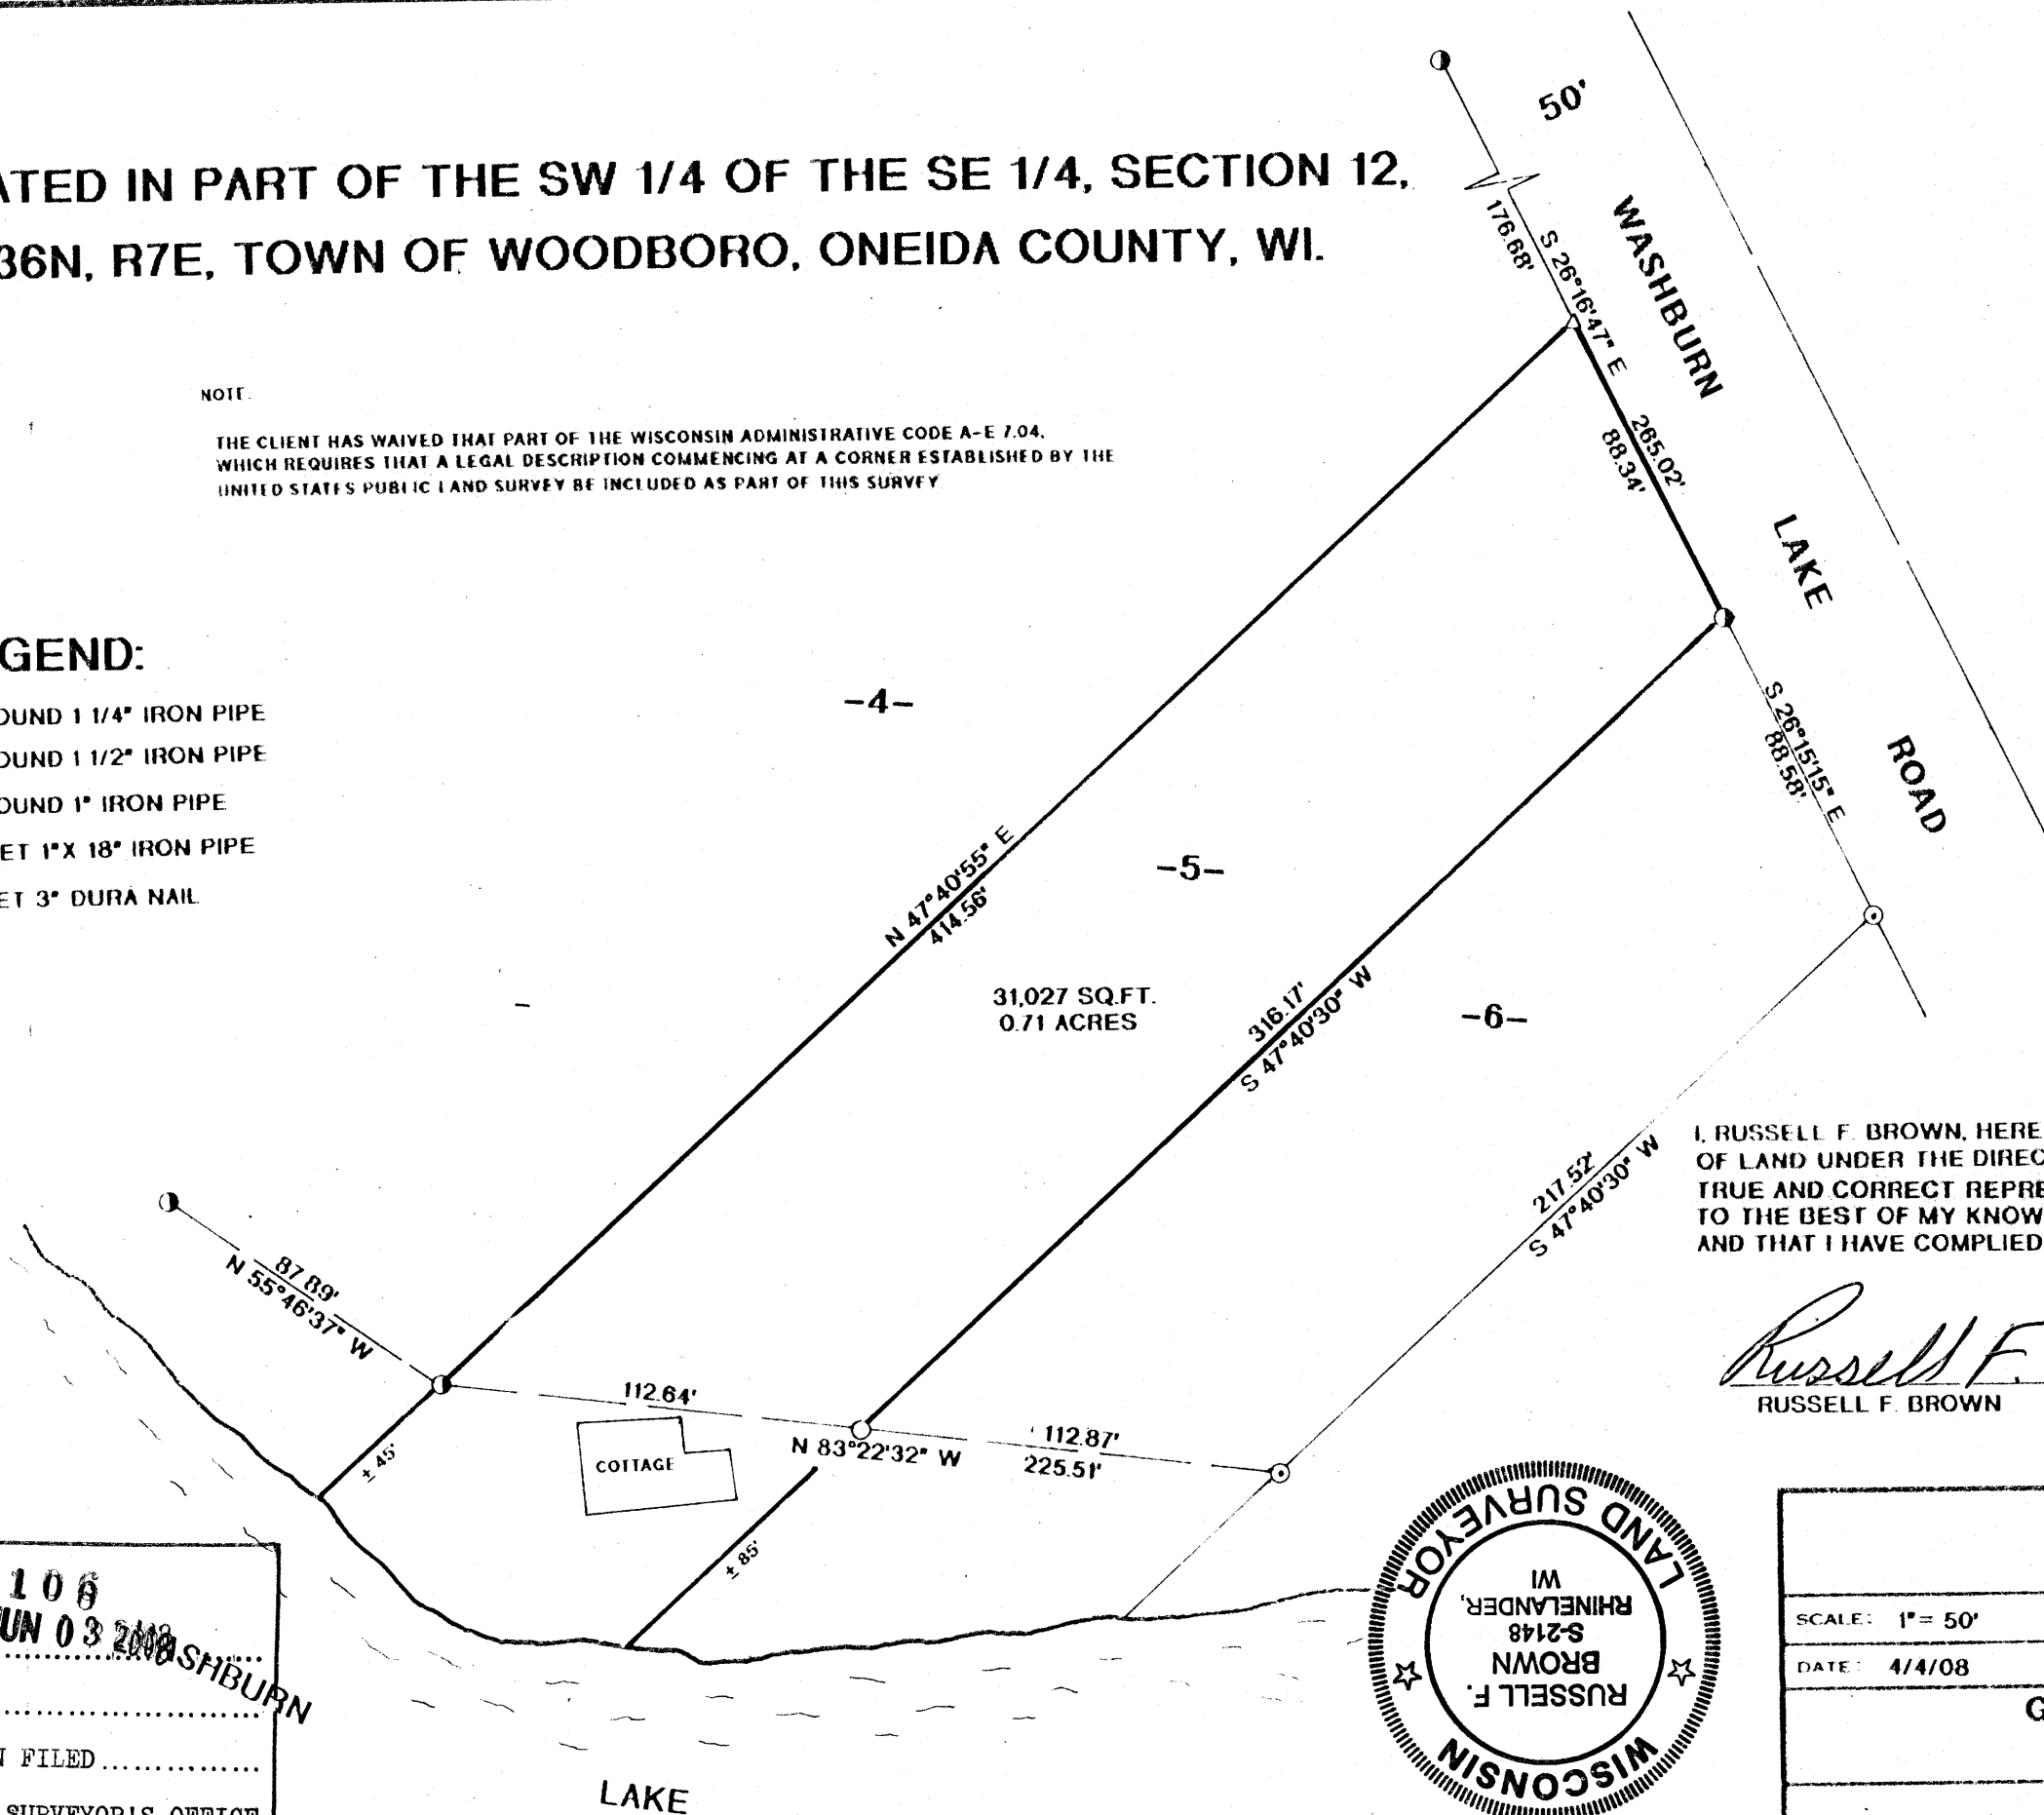 ATED IN PART OF THE SW 1/4 OF THE SE 1/4, SECTION 12,
36N, R7E, TOWN OF WOODBORO, ONEIDA COUNTY, WI.
NOTE:
THE CLIENT HAS WAIVED THAT PART OF THE WISCONSIN ADMINISTRATIVE CODE A-E 7.04,
WHICH REQUIRES THAT A LEGAL DESCRIPTION COMMENCING AT A CORNER ESTABLISHED BY THE
UNITED STATES PUBLIC LAND SURVEY BE INCLUDED AS PART OF THIS SURVEY
GEND:
OUND 1 1/4" IRON PIPE
OUND 1 1/2" IRON PIPE
OUND 1" IRON PIPE
ET 1"X 18" IRON PIPE
ET 3" DURA NAIL
50'
WASHBURN
LAKE
ROAD
176.68'
S 26°16'47" E
265.02'
88.34'
S 26°15'15" E
88.58'
-4-
-5-
-6-
N 47°40'55" E
414.56'
31,027 SQ.FT.
0.71 ACRES
316.17'
S 47°40'30" W
217.52'
S 47°40'30" W
87.89'
N 55°46'37" W
112.64'
N 83°22'32" W
112.87'
225.51'
COTTAGE
± 45'
± 85'
I, RUSSELL F. BROWN, HERE
OF LAND UNDER THE DIREC
TRUE AND CORRECT REPRE
TO THE BEST OF MY KNOW
AND THAT I HAVE COMPLIED
Russell F.
RUSSELL F. BROWN
WISCONSIN
LAND SURVEYOR
RUSSELL F.
BROWN
S-2148
RHINELANDER,
WI
SCALE: 1"= 50'
DATE: 4/4/08
G
106
UN 03 2008
WASHBURN
N FILED
SURVEYOR'S OFFICE
LAKE